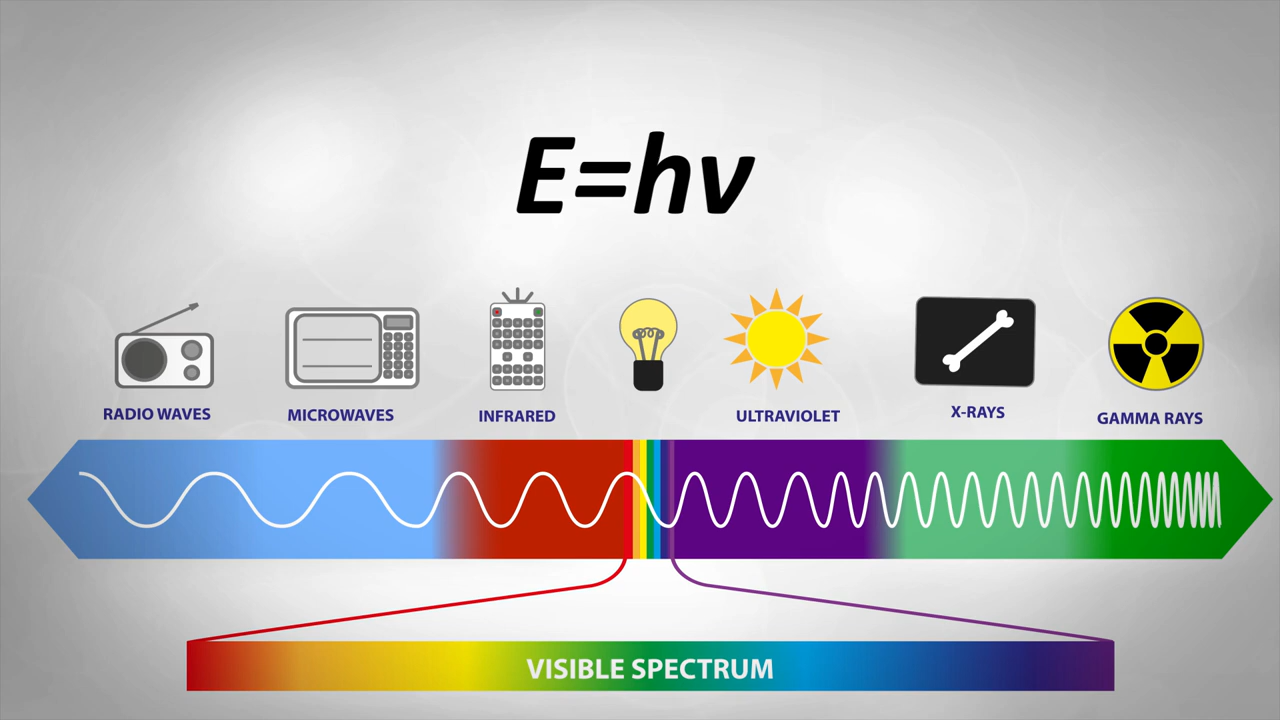 E=hν
RADIO WAVES
MICROWAVES
INFRARED
ULTRAVIOLET
X-RAYS
GAMMA RAYS
VISIBLE SPECTRUM